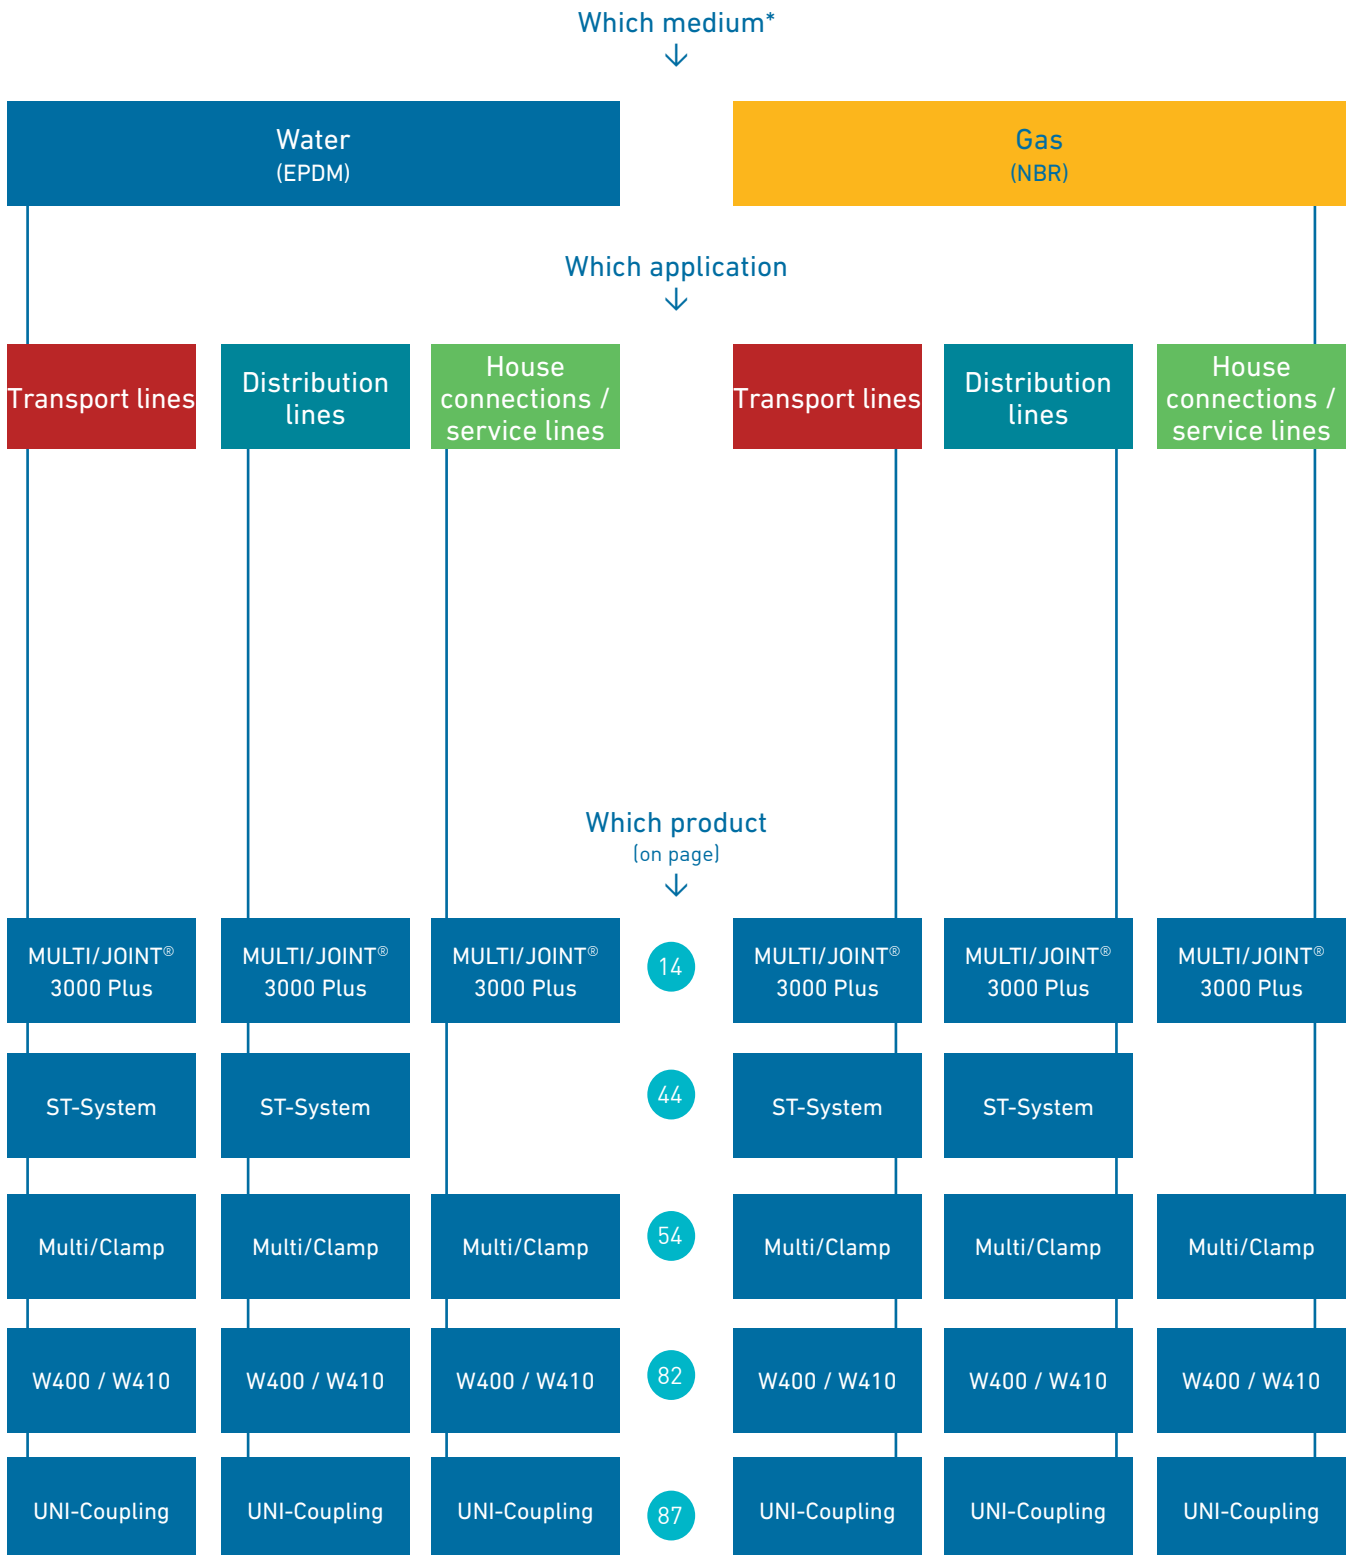 Which medium*
↓
Water
(EPDM)
Gas
(NBR)
Which application
↓
Transport lines
Distribution
lines
House
connections /
service lines
Transport lines
Distribution
lines
House
connections /
service lines
Which product
(on page)
↓
MULTI/JOINT®
3000 Plus
MULTI/JOINT®
3000 Plus
MULTI/JOINT®
3000 Plus
14
MULTI/JOINT®
3000 Plus
MULTI/JOINT®
3000 Plus
MULTI/JOINT®
3000 Plus
ST-System
ST-System
44
ST-System
ST-System
Multi/Clamp
Multi/Clamp
Multi/Clamp
54
Multi/Clamp
Multi/Clamp
Multi/Clamp
W400 / W410
W400 / W410
W400 / W410
82
W400 / W410
W400 / W410
W400 / W410
UNI-Coupling
UNI-Coupling
UNI-Coupling
87
UNI-Coupling
UNI-Coupling
UNI-Coupling